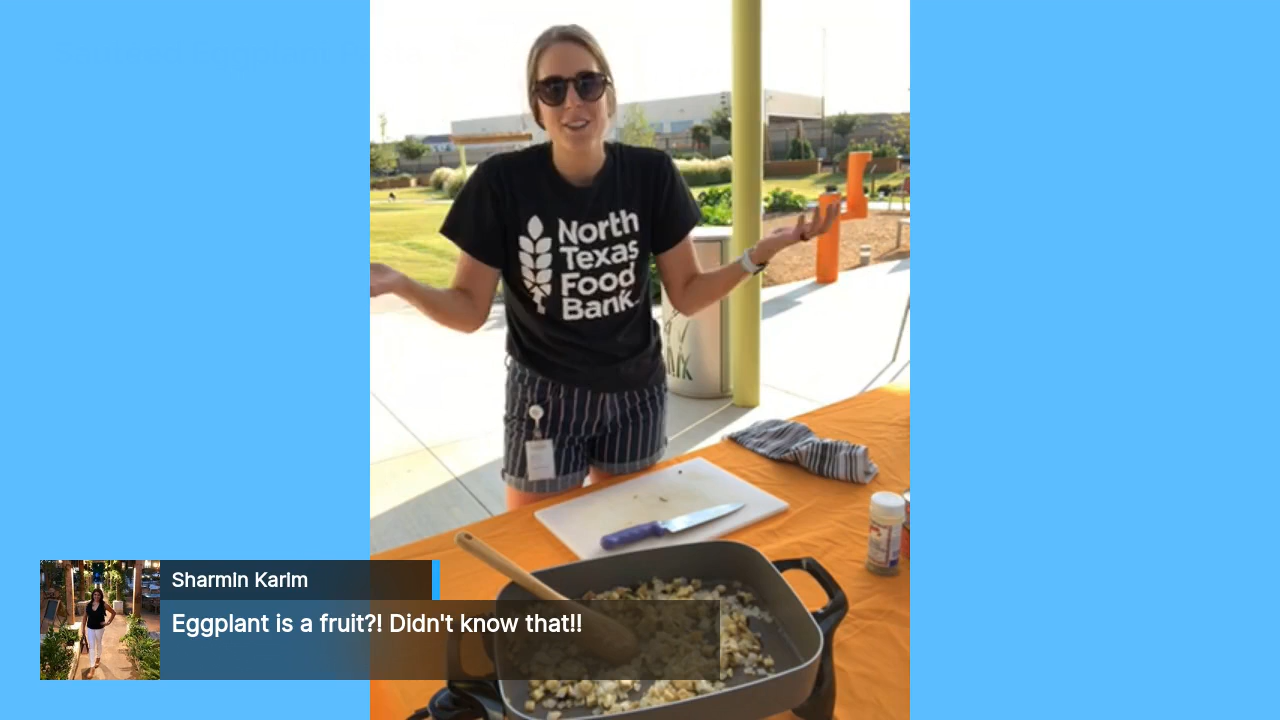 North
Texas
Food
Bank
Sharmin Karim
Eggplant is a fruit?! Didn't know that!!